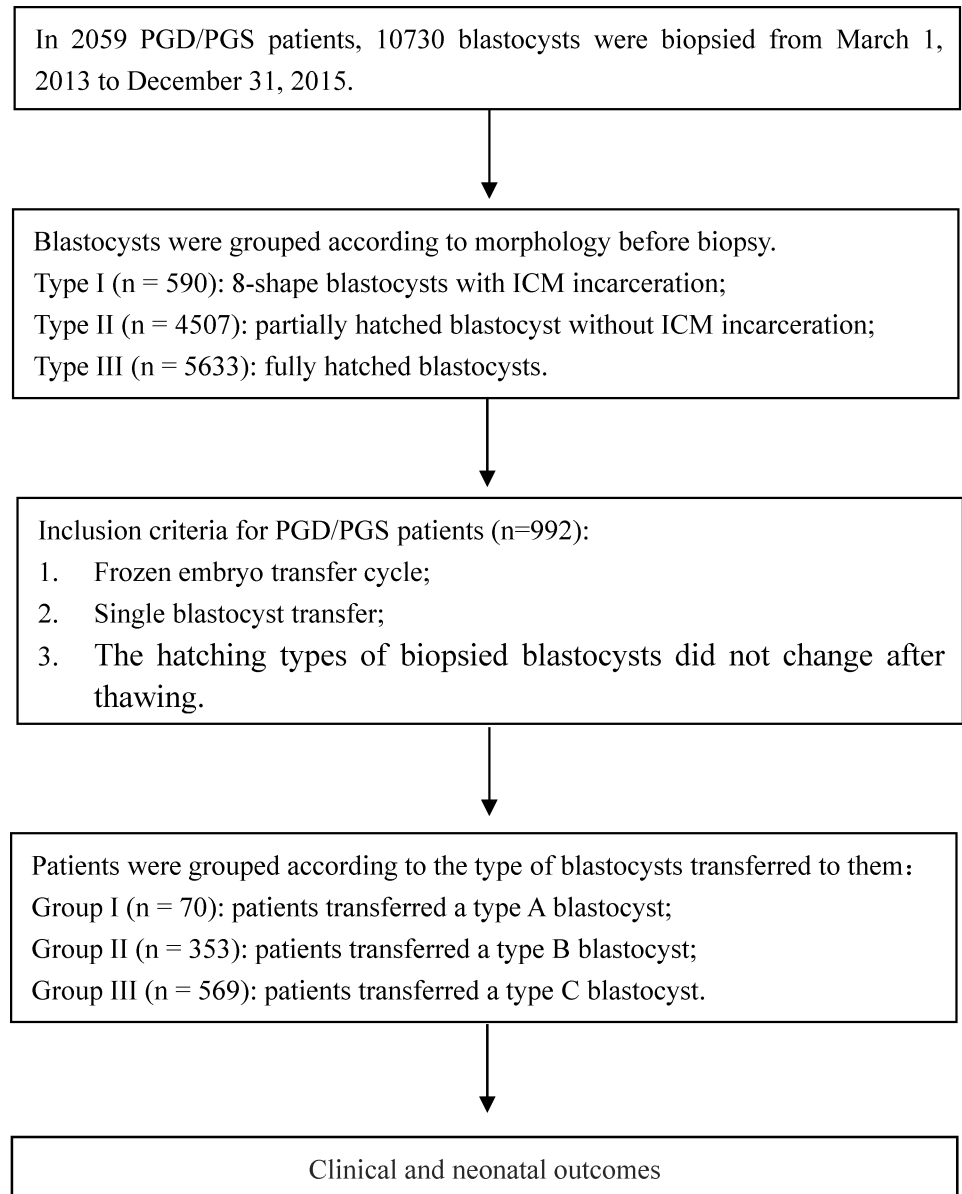 In 2059 PGD/PGS patients, 10730 blastocysts were biopsied from March 1,
2013 to December 31, 2015.
Blastocysts were grouped according to morphology before biopsy.
Type I (n = 590): 8-shape blastocysts with ICM incarceration;
Type II (n = 4507): partially hatched blastocyst without ICM incarceration;
Type III (n = 5633): fully hatched blastocysts.
Inclusion criteria for PGD/PGS patients (n=992):
1. Frozen embryo transfer cycle;
2. Single blastocyst transfer;
3. The hatching types of biopsied blastocysts did not change after
thawing.
Patients were grouped according to the type of blastocysts transferred to them：
Group I (n = 70): patients transferred a type A blastocyst;
Group II (n = 353): patients transferred a type B blastocyst;
Group III (n = 569): patients transferred a type C blastocyst.
Clinical and neonatal outcomes